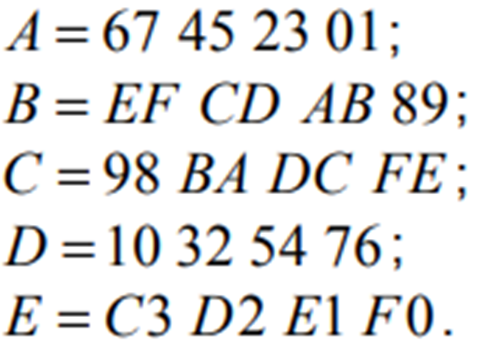 A = 67 45 23 01;
B = EF CD AB 89;
C = 98 BA DC FE;
D = 10 32 54 76;
E = C3 D2 E1 F0.